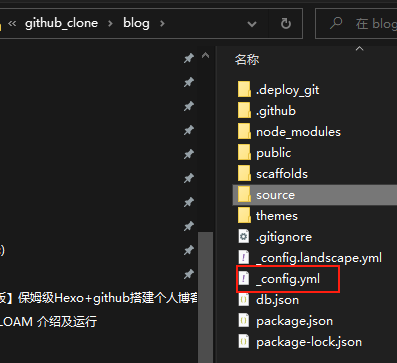 github_clone
blog
在 blog
名称
.deploy_git
.github
node_modules
public
scaffolds
source
themes
.gitignore
_config.landscape.yml
_config.yml
】保姆级Hexo+github搭建个人博客
db.json
LOAM 介绍及运行
package.json
package-lock.json